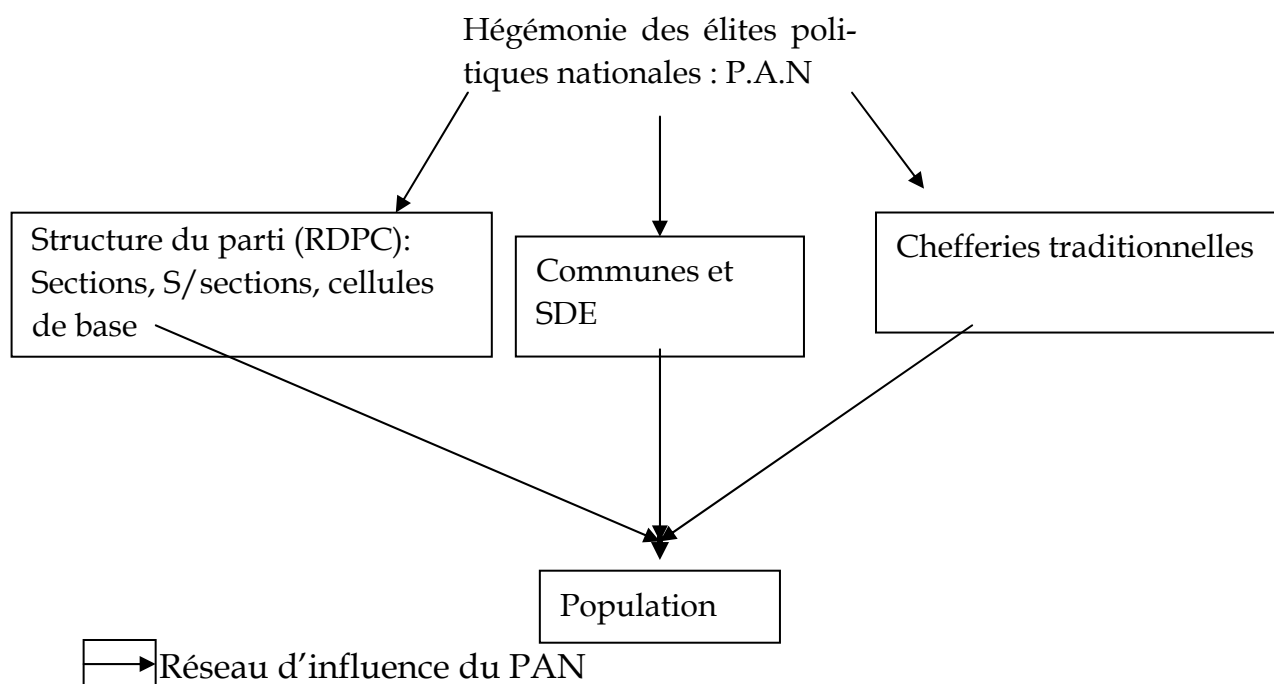 Hégémonie des élites poli-
tiques nationales : P.A.N
Structure du parti (RDPC):
Sections, S/sections, cellules
de base
Communes et
SDE
Chefferies traditionnelles
Population
Réseau d’influence du PAN